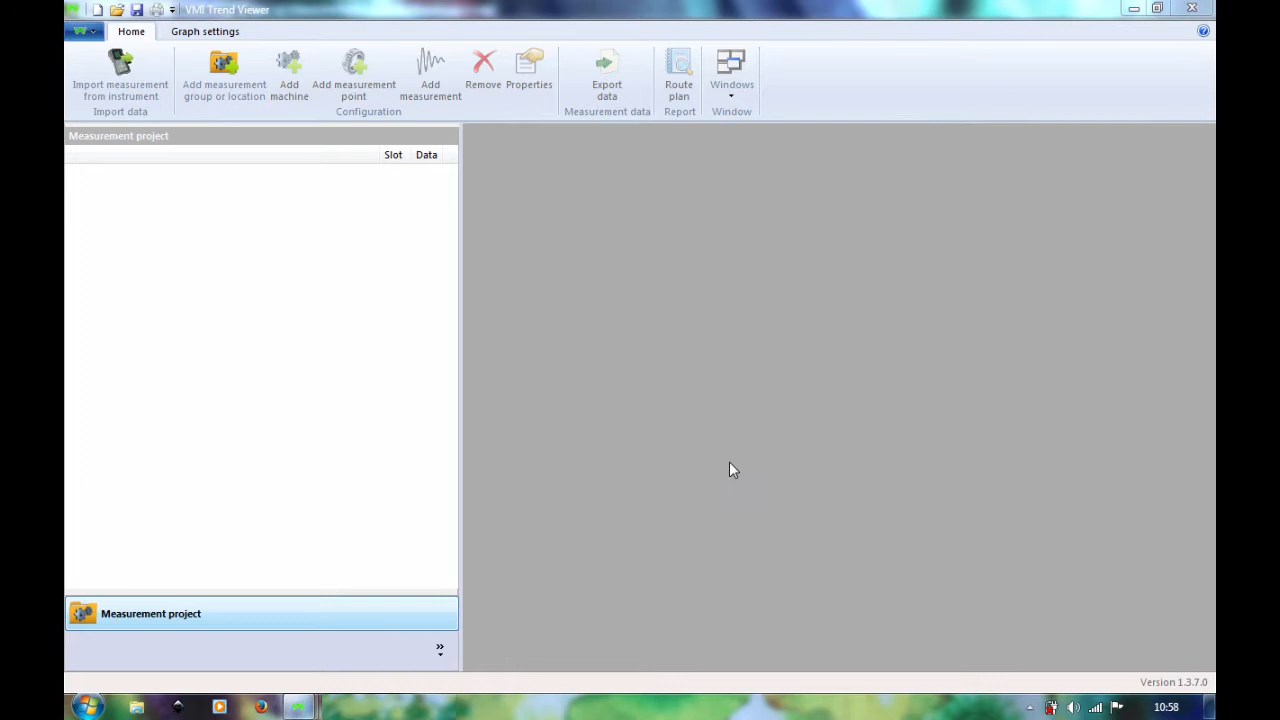 VMI Trend Viewer
Home
Graph settings
Import measurement
from instrument
Add measurement
group or location
Add
machine
Add measurement
point
Add
measurement
Remove
Properties
Export
data
Route
plan
Windows
Import data
Configuration
Measurement data
Report
Window
Measurement project
Slot
Data
Measurement project
Version 1.3.7.0
10:58